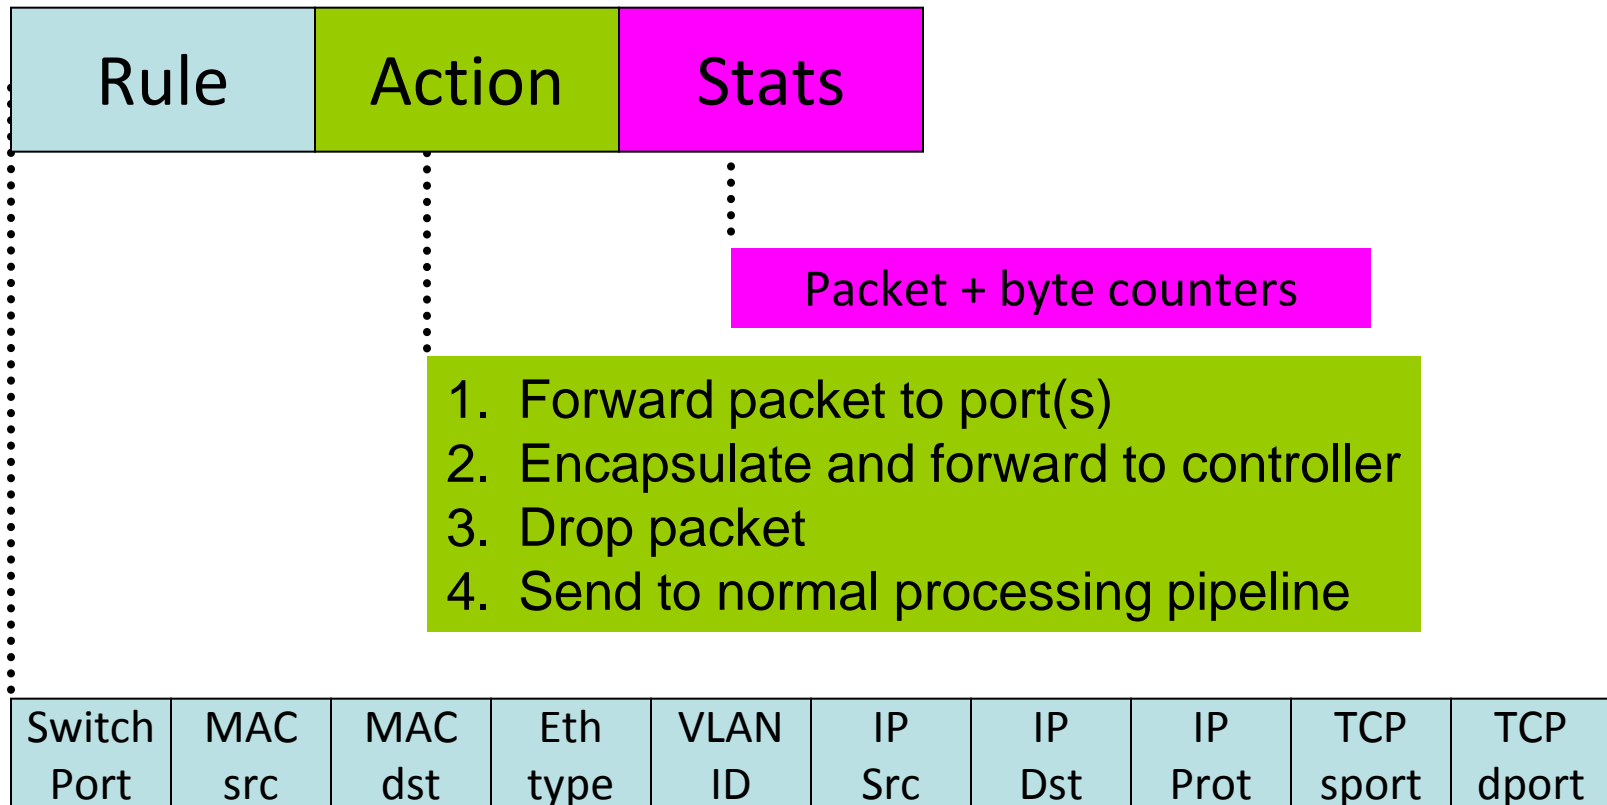 Rule Action Stats
Packet + byte counters
1. Forward packet to port(s)
2. Encapsulate and forward to controller
3. Drop packet
4. Send to normal processing pipeline
Switch MAC MAC Eth VLAN IP IP IP TCP TCP
Port src dst type ID Src Dst Prot sport dport